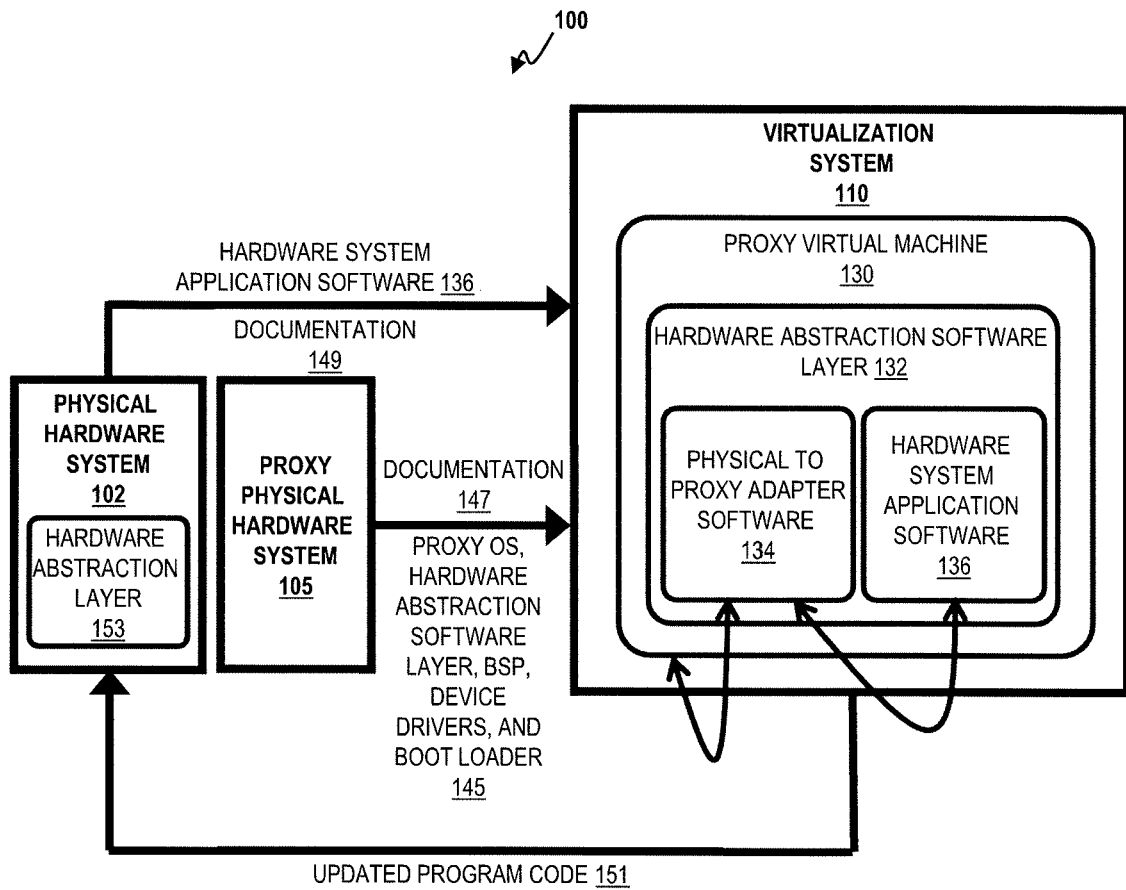 100
VIRTUALIZATION
SYSTEM
110
PROXY VIRTUAL MACHINE
130
HARDWARE ABSTRACTION SOFTWARE
LAYER 132
PHYSICAL TO
PROXY ADAPTER
SOFTWARE
134
HARDWARE
SYSTEM
APPLICATION
SOFTWARE
136
HARDWARE SYSTEM
APPLICATION SOFTWARE 136
DOCUMENTATION
149
PHYSICAL
HARDWARE
SYSTEM
102
HARDWARE
ABSTRACTION
LAYER
153
PROXY
PHYSICAL
HARDWARE
SYSTEM
105
DOCUMENTATION
147
PROXY OS,
HARDWARE
ABSTRACTION
SOFTWARE
LAYER, BSP,
DEVICE
DRIVERS, AND
BOOT LOADER
145
UPDATED PROGRAM CODE 151